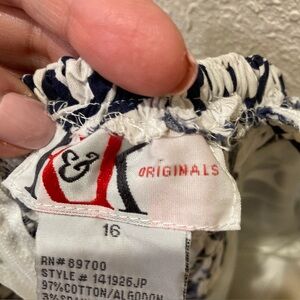 &
ORIGINALS
16
RN# 89700
STYLE # 141926JP
97%COTTON/ALGODON